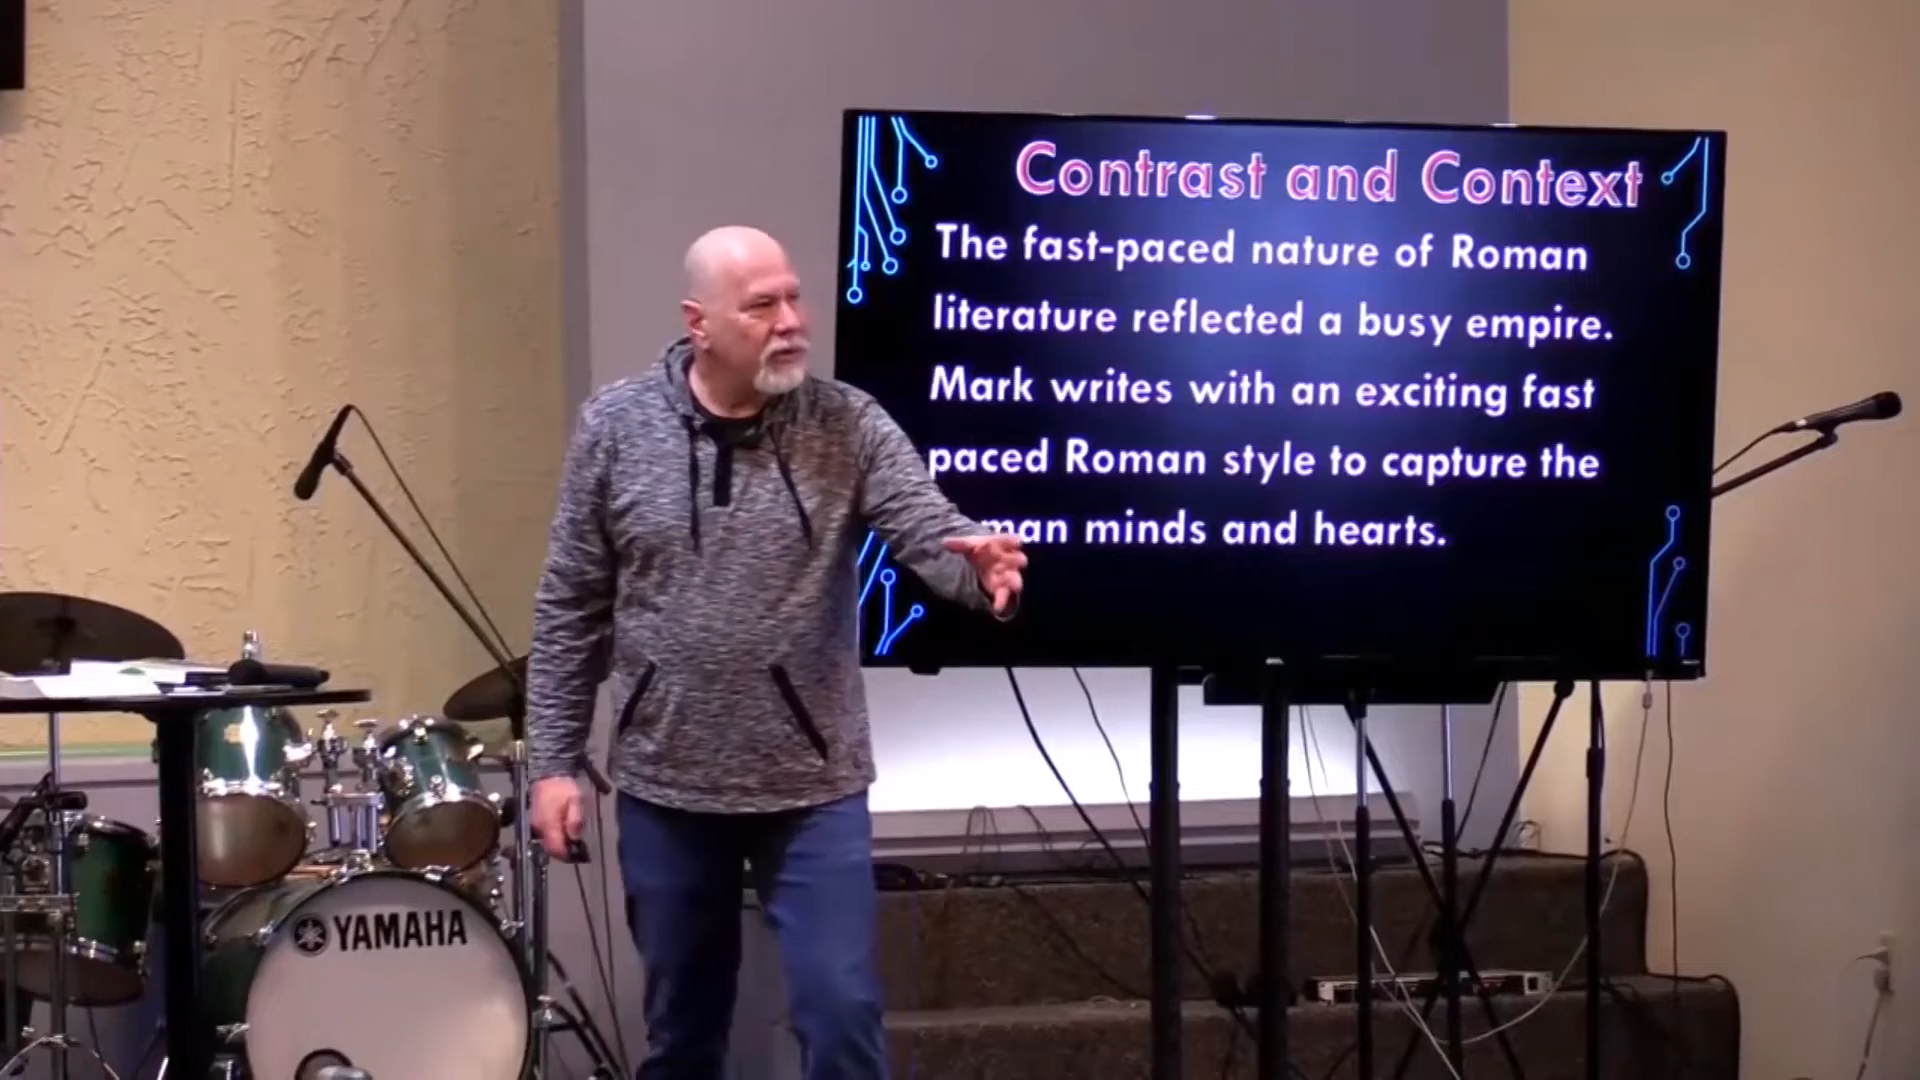 Contrast and Context
The fast-paced nature of Roman
literature reflected a busy empire.
Mark writes with an exciting fast
paced Roman style to capture the
minds and hearts.
YAMAHA